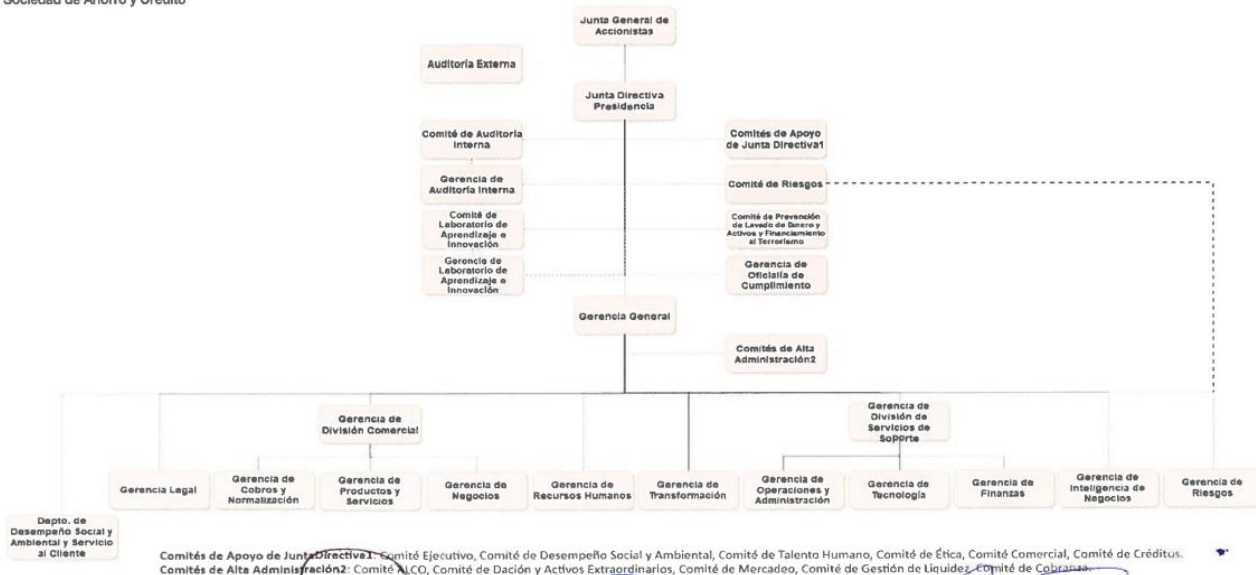 Sociedad de Ahorro y Crédito
Junta General de
Accionistas
Auditoría Externa
Junta Directiva
Presidencia
Comité de Auditoría
Interna
Comités de Apoyo
de Junta Directiva1
Gerencia de
Auditoría Interna
Comité de Riesgos
Comité de
Laboratorio de
Aprendizaje e
Innovación
Comité de Prevención
de Lavado de Dinero y
Activos y Financiamiento
al Terrorismo
Gerencia de
Laboratorio de
Aprendizaje e
Innovación
Gerencia de
Oficialía de
Cumplimiento
Gerencia General
Comités de Alta
Administración2
Gerencia de
División Comercial
Gerencia de
División de
Servicios de
Soporte
Gerencia Legal
Gerencia de
Cobros y
Normalización
Gerencia de
Productos y
Servicios
Gerencia de
Negocios
Gerencia de
Recursos Humanos
Gerencia de
Transformación
Gerencia de
Operaciones y
Administración
Gerencia de
Tecnología
Gerencia de
Finanzas
Gerencia de
Inteligencia de
Negocios
Gerencia de
Riesgos
Depto. de
Desempeño Social y
Ambiental y Servicio
al Cliente
Comités de Apoyo de JuntaDirectiva1: Comité Ejecutivo, Comité de Desempeño Social y Ambiental, Comité de Talento Humano, Comité de Ética, Comité Comercial, Comité de Créditos.
Comités de Alta Administración2: Comité ALCO, Comité de Dación y Activos Extraordinarios, Comité de Mercadeo, Comité de Gestión de Liquidez, Comité de Cobranza.